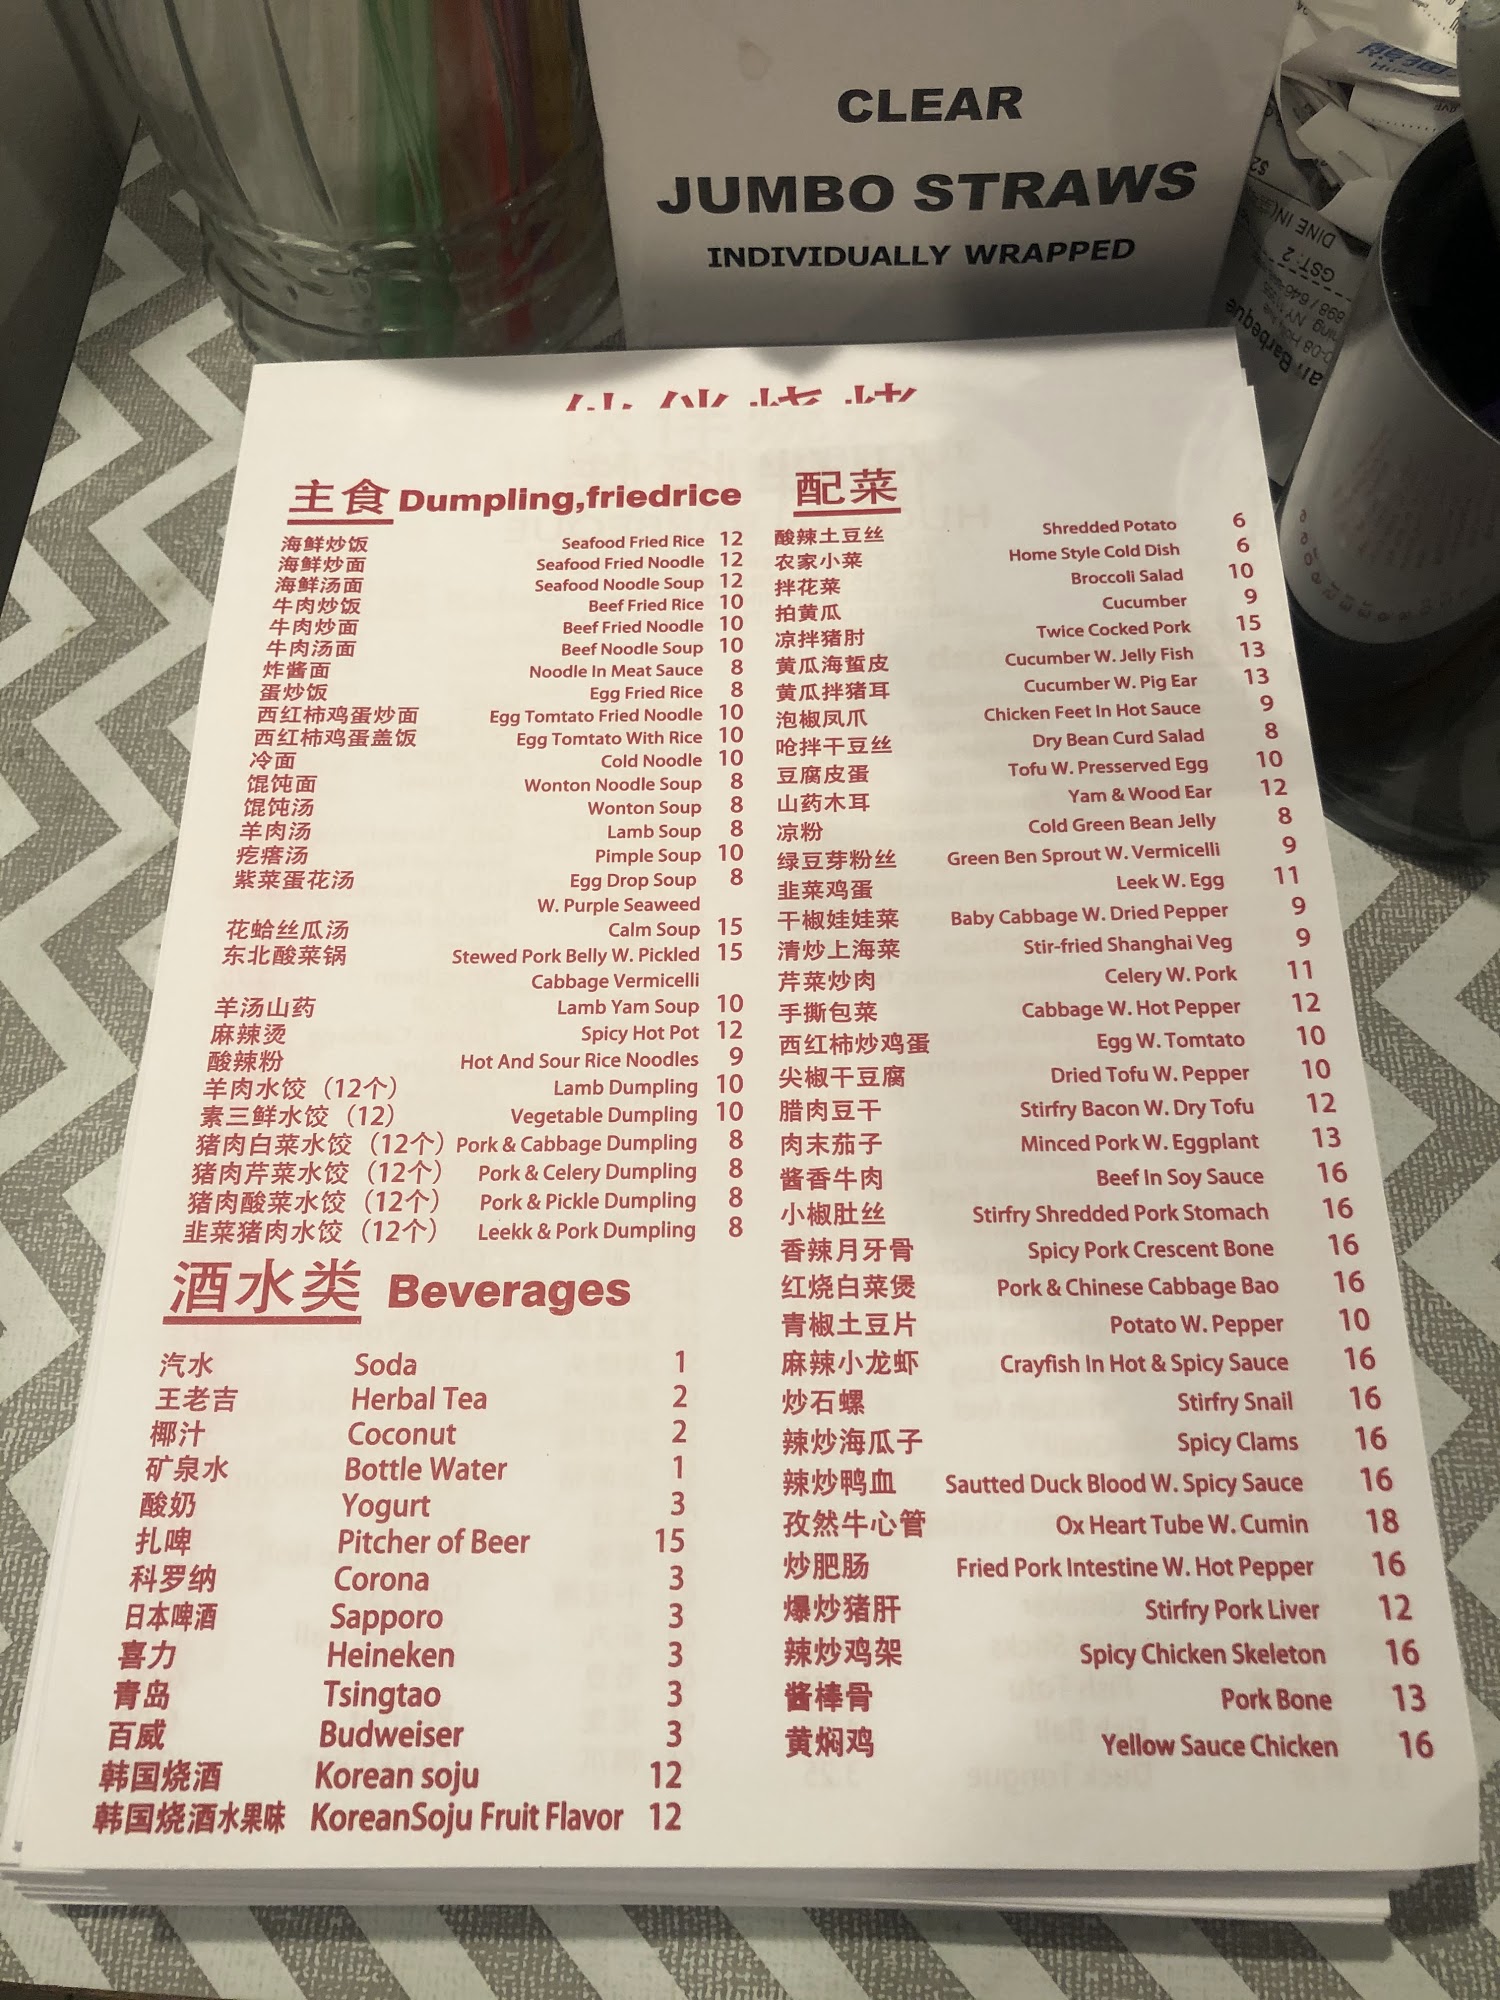 CLEAR
JUMBO STRAWS
INDIVIDUALLY WRAPPED
DINE IN
GST: 2
主食 Dumpling,friedrice
海鲜炒饭 Seafood Fried Rice 12
海鲜炒面 Seafood Fried Noodle 12
海鲜汤面 Seafood Noodle Soup 12
牛肉炒饭 Beef Fried Rice 10
牛肉炒面 Beef Fried Noodle 10
牛肉汤面 Beef Noodle Soup 10
炸酱面 Noodle In Meat Sauce 8
蛋炒饭 Egg Fried Rice 8
西红柿鸡蛋炒面 Egg Tomtato Fried Noodle 10
西红柿鸡蛋盖饭 Egg Tomtato With Rice 10
冷面 Cold Noodle 10
馄饨面 Wonton Noodle Soup 8
馄饨汤 Wonton Soup 8
羊肉汤 Lamb Soup 8
疙瘩汤 Pimple Soup 10
紫菜蛋花汤 Egg Drop Soup 8
W. Purple Seaweed
花蛤丝瓜汤 Calm Soup 15
东北酸菜锅 Stewed Pork Belly W. Pickled 15
Cabbage Vermicelli
羊汤山药 Lamb Yam Soup 10
麻辣烫 Spicy Hot Pot 12
酸辣粉 Hot And Sour Rice Noodles 9
羊肉水饺（12个） Lamb Dumpling 10
素三鲜水饺（12） Vegetable Dumpling 10
猪肉白菜水饺（12个） Pork & Cabbage Dumpling 8
猪肉芹菜水饺（12个） Pork & Celery Dumpling 8
猪肉酸菜水饺（12个） Pork & Pickle Dumpling 8
韭菜猪肉水饺（12个） Leekk & Pork Dumpling 8
酒水类 Beverages
汽水 Soda 1
王老吉 Herbal Tea 2
椰汁 Coconut 2
矿泉水 Bottle Water 1
酸奶 Yogurt 3
扎啤 Pitcher of Beer 15
科罗纳 Corona 3
日本啤酒 Sapporo 3
喜力 Heineken 3
青岛 Tsingtao 3
百威 Budweiser 3
韩国烧酒 Korean soju 12
韩国烧酒水果味 KoreanSoju Fruit Flavor 12
配菜
酸辣土豆丝 Shredded Potato 6
农家小菜 Home Style Cold Dish 6
拌花菜 Broccoli Salad 10
拍黄瓜 Cucumber 9
凉拌猪肘 Twice Cocked Pork 15
黄瓜海蜇皮 Cucumber W. Jelly Fish 13
黄瓜拌猪耳 Cucumber W. Pig Ear 13
泡椒凤爪 Chicken Feet In Hot Sauce 9
呛拌干豆丝 Dry Bean Curd Salad 8
豆腐皮蛋 Tofu W. Presserved Egg 10
山药木耳 Yam & Wood Ear 12
凉粉 Cold Green Bean Jelly 8
绿豆芽粉丝 Green Ben Sprout W. Vermicelli 9
韭菜鸡蛋 Leek W. Egg 11
干椒娃娃菜 Baby Cabbage W. Dried Pepper 9
清炒上海菜 Stir-fried Shanghai Veg 9
芹菜炒肉 Celery W. Pork 11
手撕包菜 Cabbage W. Hot Pepper 12
西红柿炒鸡蛋 Egg W. Tomtato 10
尖椒干豆腐 Dried Tofu W. Pepper 10
腊肉豆干 Stirfry Bacon W. Dry Tofu 12
肉末茄子 Minced Pork W. Eggplant 13
酱香牛肉 Beef In Soy Sauce 16
小椒肚丝 Stirfry Shredded Pork Stomach 16
香辣月牙骨 Spicy Pork Crescent Bone 16
红烧白菜煲 Pork & Chinese Cabbage Bao 16
青椒土豆片 Potato W. Pepper 10
麻辣小龙虾 Crayfish In Hot & Spicy Sauce 16
炒石螺 Stirfry Snail 16
辣炒海瓜子 Spicy Clams 16
辣炒鸭血 Sautted Duck Blood W. Spicy Sauce 16
孜然牛心管 Ox Heart Tube W. Cumin 18
炒肥肠 Fried Pork Intestine W. Hot Pepper 16
爆炒猪肝 Stirfry Pork Liver 12
辣炒鸡架 Spicy Chicken Skeleton 16
酱棒骨 Pork Bone 13
黄焖鸡 Yellow Sauce Chicken 16